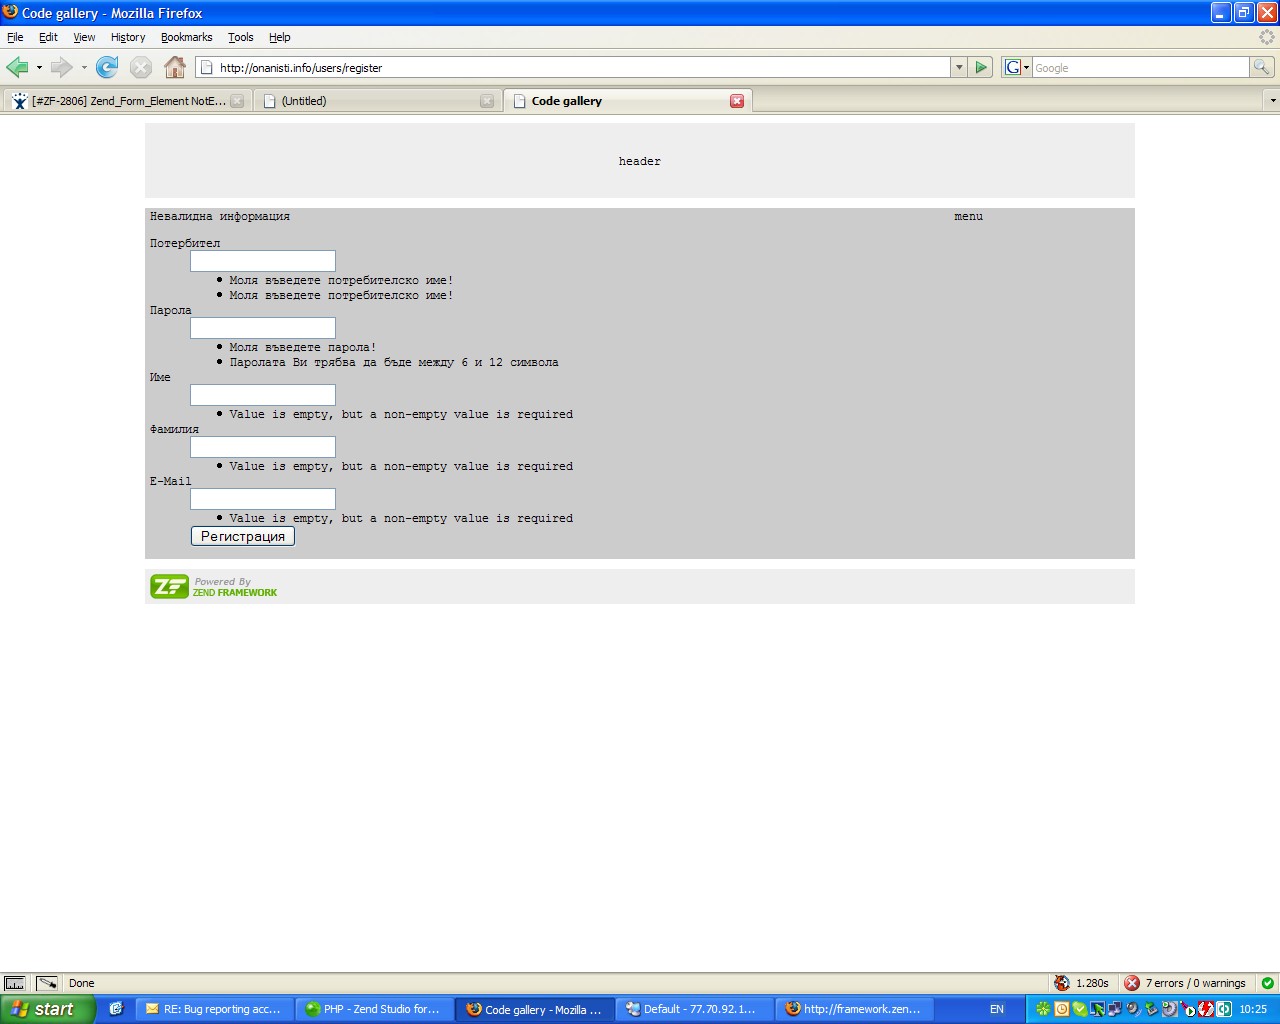 Code gallery - Mozilla Firefox
File Edit View History Bookmarks Tools Help
http://onanisti.info/users/register
G Google
[#ZF-2806] Zend_Form_Element NotE... (Untitled) Code gallery
header
Невалидна информация
menu
Потербител
Моля въведете потребителско име!
Моля въведете потребителско име!
Парола
Моля въведете парола!
Паролата Ви трябва да бъде между 6 и 12 символа
Име
Value is empty, but a non-empty value is required
Фамилия
Value is empty, but a non-empty value is required
E-Mail
Value is empty, but a non-empty value is required
Регистрация
ZF Powered By
ZEND FRAMEWORK
Done 1.280s 7 errors / 0 warnings
start RE: Bug reporting acc... PHP - Zend Studio for... Code gallery - Mozilla ... Default - 77.70.92.1... http://framework.zen... EN 10:25